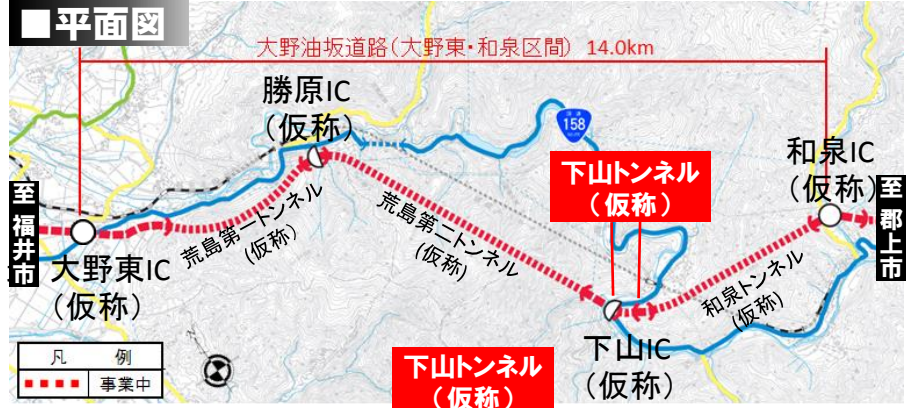 ■平面図
大野油坂道路(大野東・和泉区間) 14.0km
勝原IC
(仮称)
158
和泉IC
(仮称)
下山トンネル
(仮称)
至福井市
至郡上市
荒島第一トンネル
(仮称)
荒島第二トンネル
(仮称)
大野東IC
(仮称)
和泉トンネル
(仮称)
下山IC
(仮称)
下山トンネル
(仮称)
凡 例
事業中